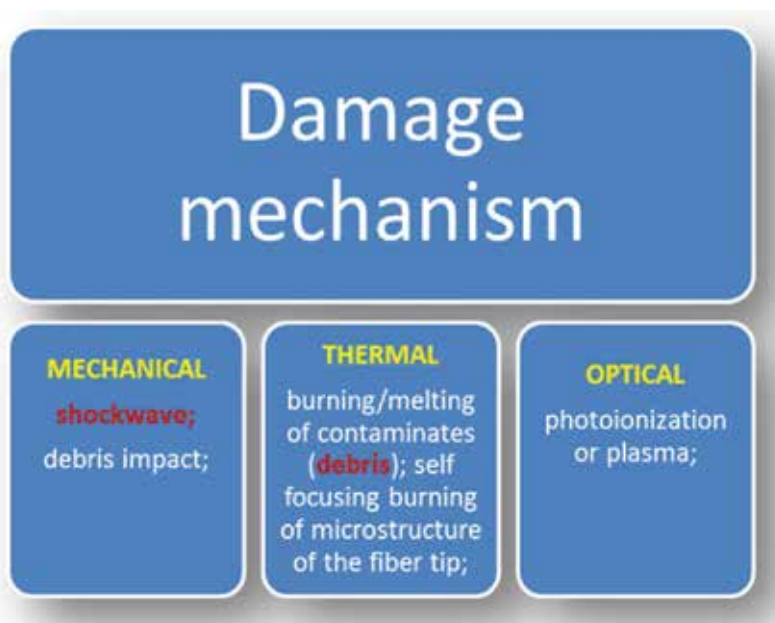 Damage
mechanism
MECHANICAL
shockwave;
debris impact;
THERMAL
burning/melting
of contaminates
(debris); self
focusing burning
of microstructure
of the fiber tip;
OPTICAL
photoionization
or plasma;